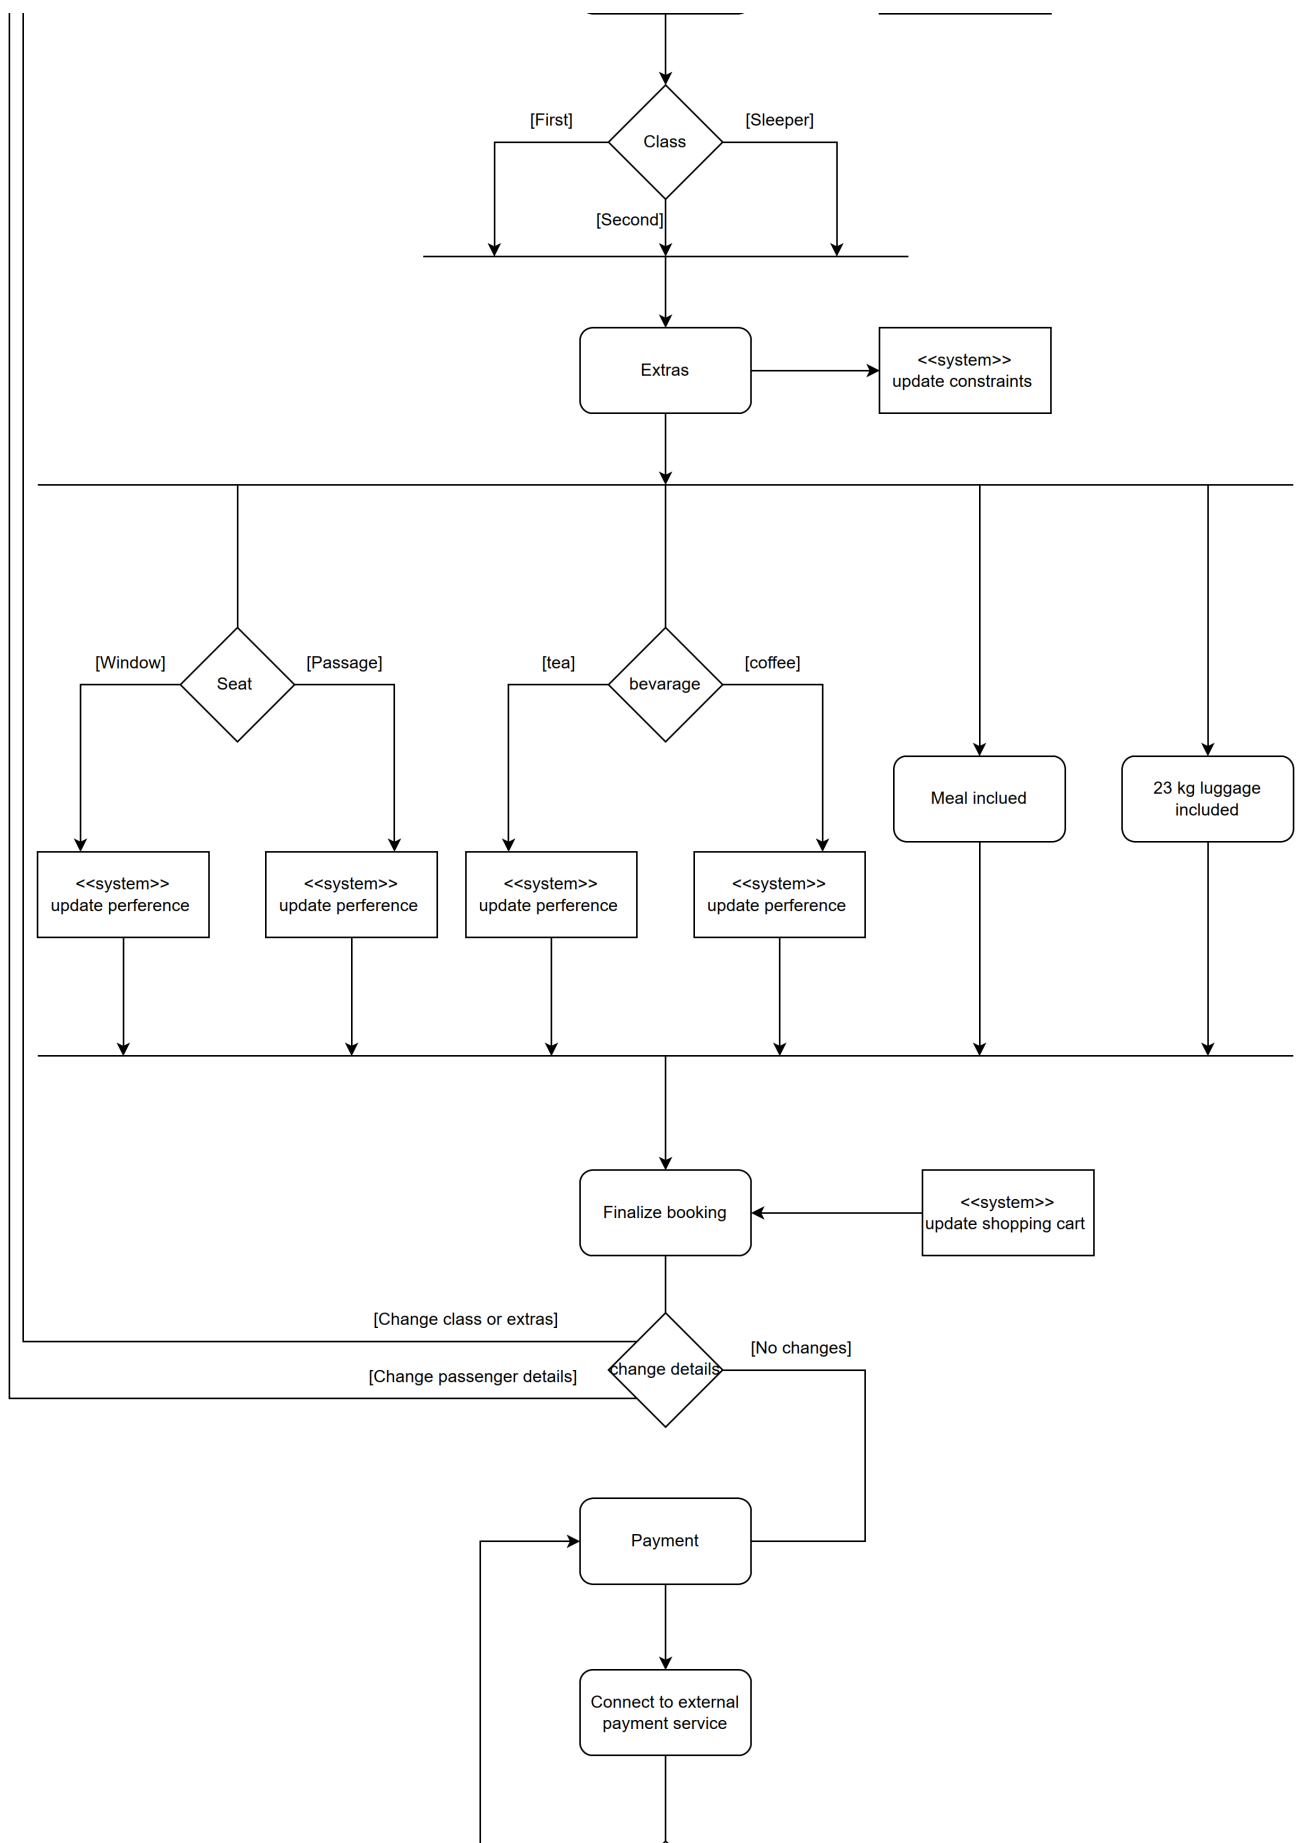 [First]
[Sleeper]
Class
[Second]
Extras
<<system>>
update constraints
[Window]
[Passage]
[tea]
[coffee]
Seat
bevarage
Meal inclued
23 kg luggage
included
<<system>>
update perference
<<system>>
update perference
<<system>>
update perference
<<system>>
update perference
Finalize booking
<<system>>
update shopping cart
[Change class or extras]
[No changes]
change details
[Change passenger details]
Payment
Connect to external
payment service